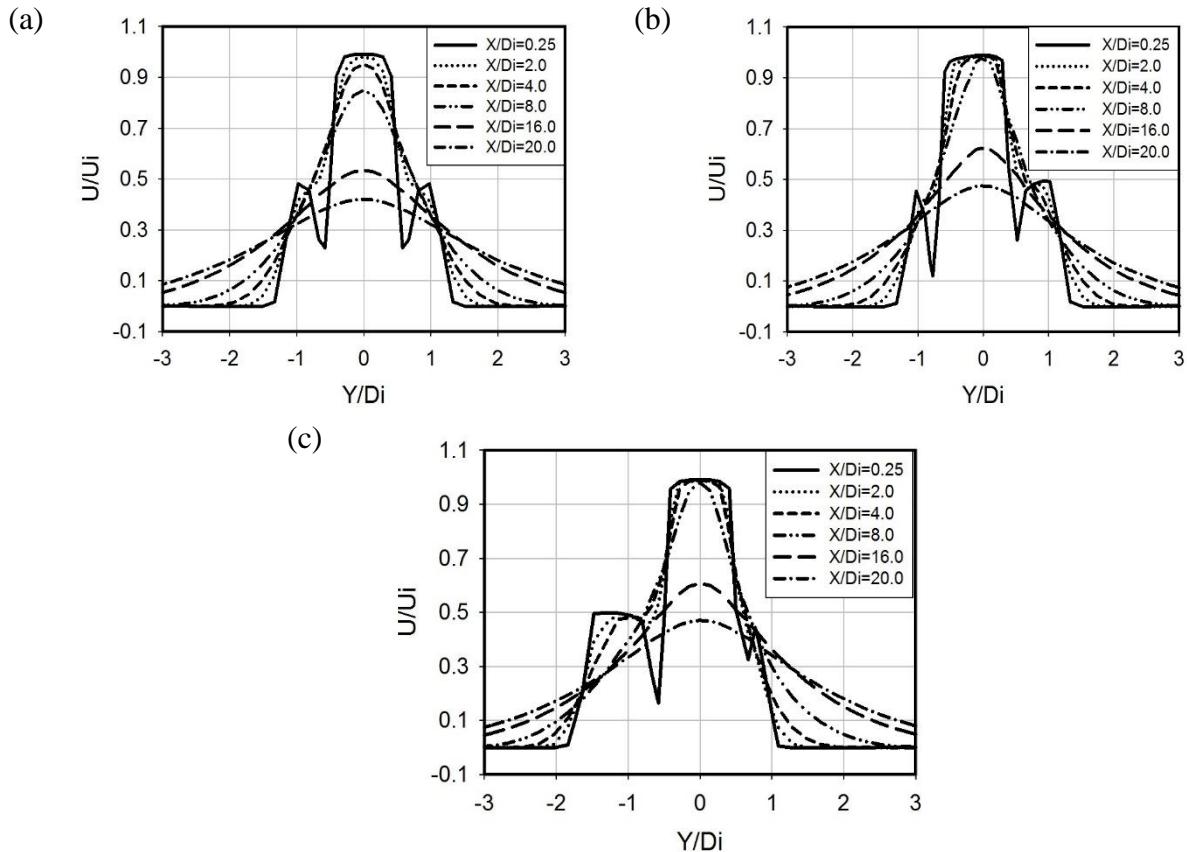 (a)
1.1
0.9
0.7
0.5
0.3
0.1
-0.1
U/Ui
-3 -2 -1 0 1 2 3
Y/Di
X/Di=0.25
X/Di=2.0
X/Di=4.0
X/Di=8.0
X/Di=16.0
X/Di=20.0
(b)
1.1
0.9
0.7
0.5
0.3
0.1
-0.1
U/Ui
-3 -2 -1 0 1 2 3
Y/Di
X/Di=0.25
X/Di=2.0
X/Di=4.0
X/Di=8.0
X/Di=16.0
X/Di=20.0
(c)
1.1
0.9
0.7
0.5
0.3
0.1
-0.1
U/Ui
-3 -2 -1 0 1 2 3
Y/Di
X/Di=0.25
X/Di=2.0
X/Di=4.0
X/Di=8.0
X/Di=16.0
X/Di=20.0